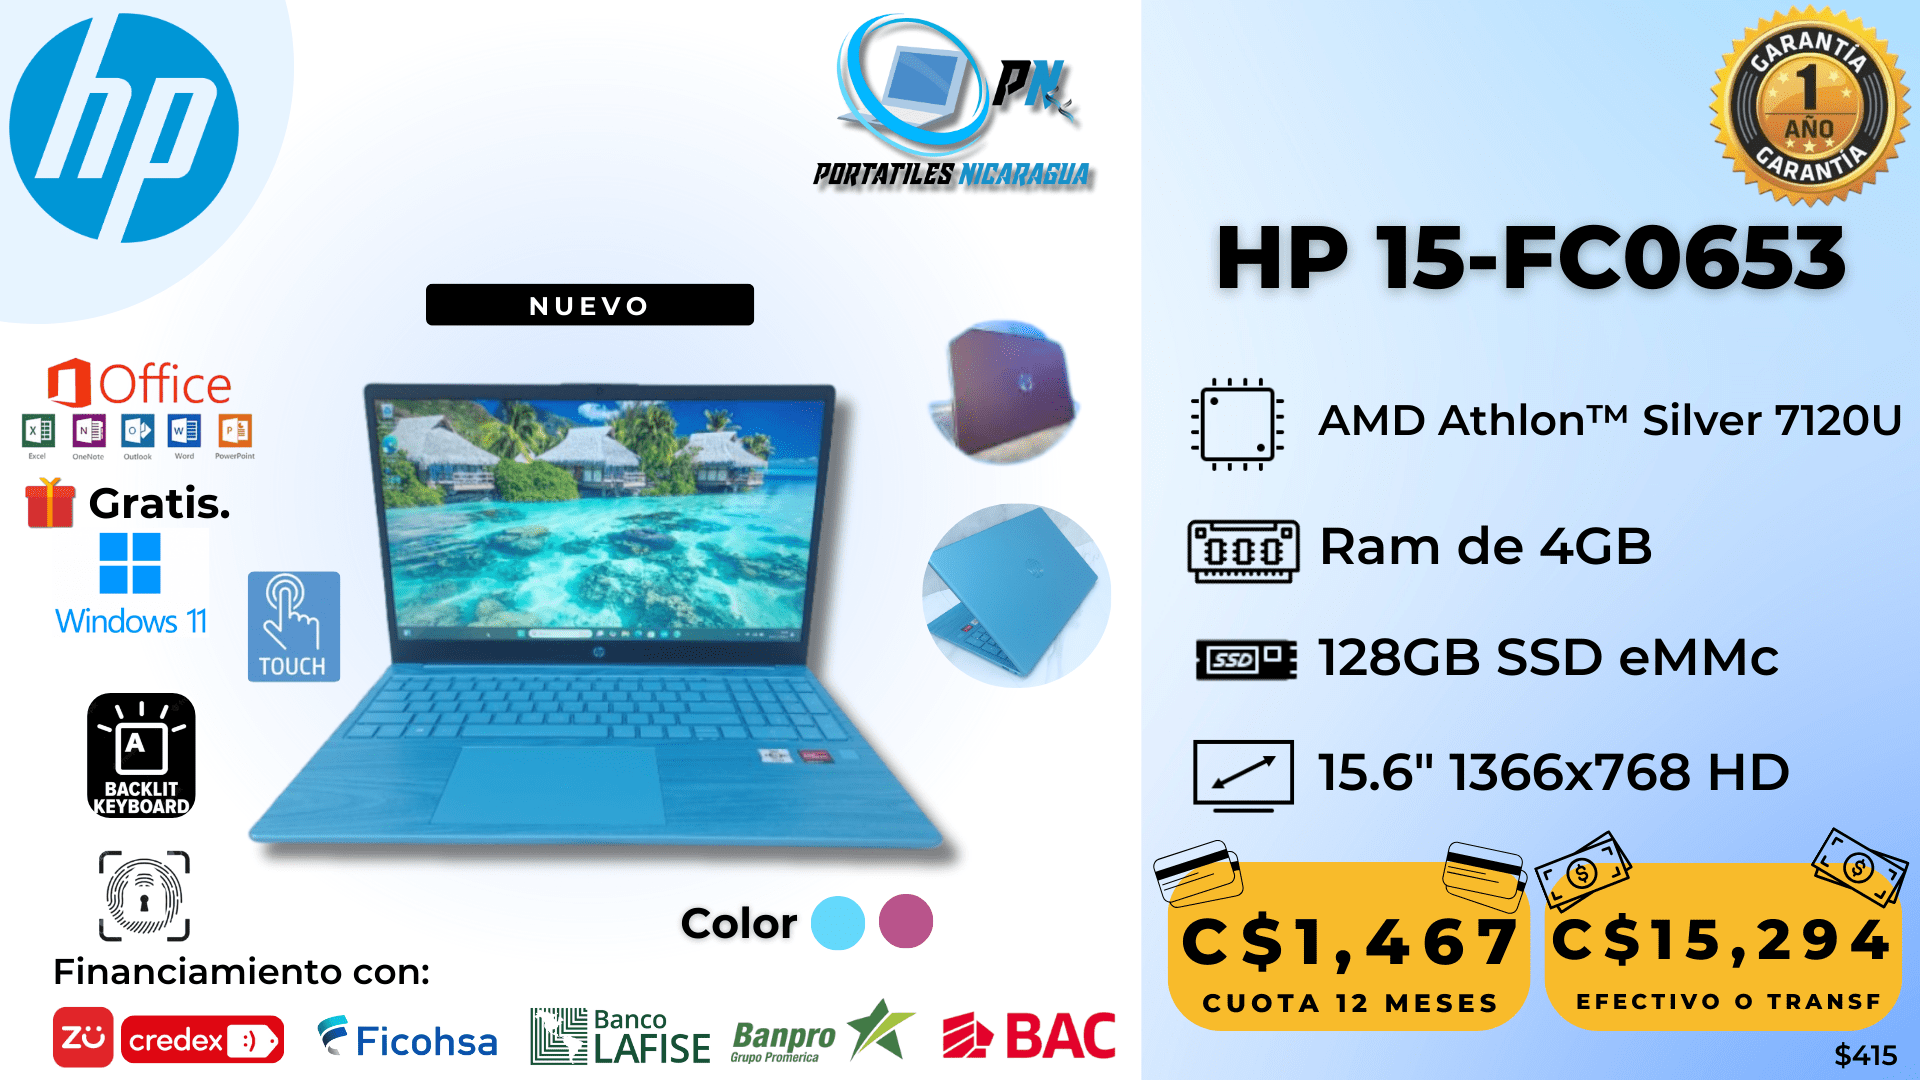 hp
PN
PORTATILES NICARAGUA
NUEVO
Office
Excel
OneNote
Outlook
Word
PowerPoint
Gratis.
Windows 11
TOUCH
A
BACKLIT
KEYBOARD
Color
Financiamiento con:
zü
credex :)
Ficohsa
Banco
LAFISE
Banpro
Grupo Promerica
BAC
GARANTÍA
1
AÑO
GARANTÍA
HP 15-FC0653
AMD Athlon™ Silver 7120U
Ram de 4GB
SSD
128GB SSD eMMc
15.6" 1366x768 HD
C$1,467
CUOTA 12 MESES
C$15,294
EFECTIVO O TRANSF
$415